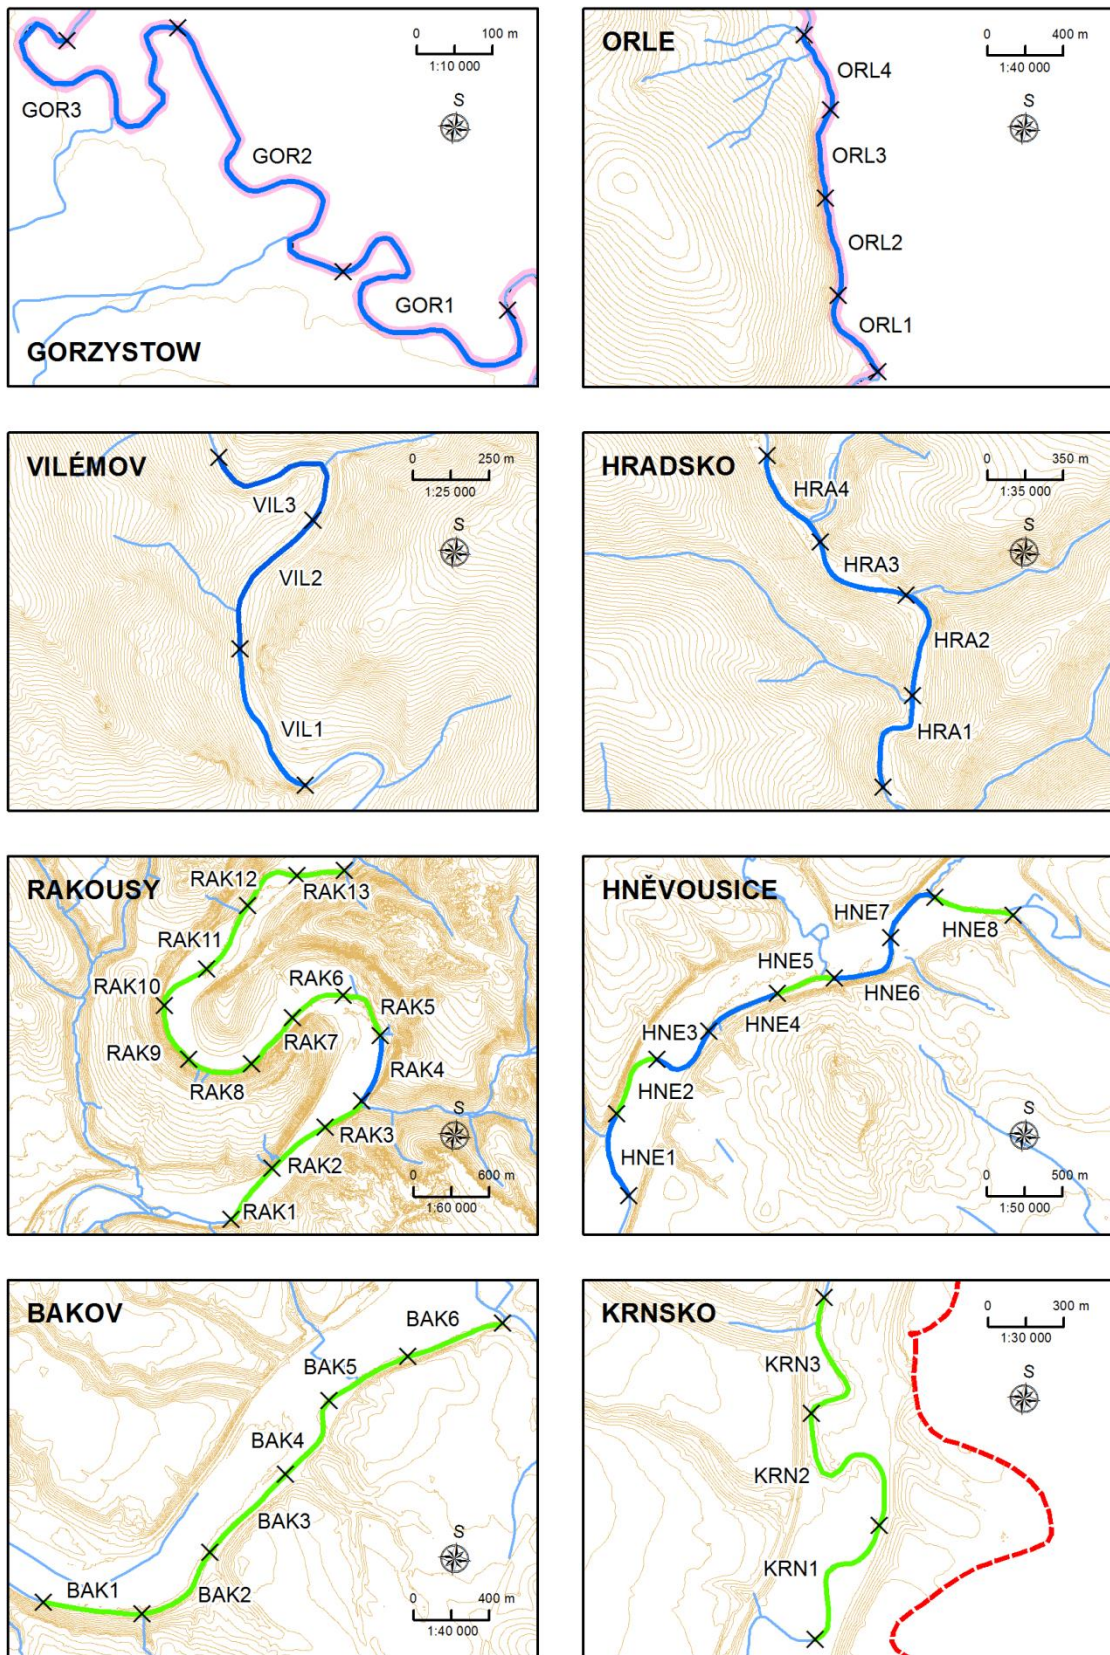 0 100 m
1:10 000
S
GOR3
GOR2
GOR1
GORZYSTOW
ORLE
0 400 m
1:40 000
S
ORL4
ORL3
ORL2
ORL1
VILÉMOV
0 250 m
1:25 000
S
VIL3
VIL2
VIL1
HRADSKO
0 350 m
1:35 000
S
HRA4
HRA3
HRA2
HRA1
RAKOUSY
RAK12
RAK13
RAK11
RAK10
RAK6
RAK5
RAK7
RAK9
RAK8
RAK4
RAK3
RAK2
RAK1
S
0 600 m
1:60 000
HNĚVOUSICE
HNE7
HNE8
HNE5
HNE6
HNE3
HNE4
HNE2
HNE1
S
0 500 m
1:50 000
BAKOV
BAK6
BAK5
BAK4
BAK3
BAK1
BAK2
S
0 400 m
1:40 000
KRNSKO
0 300 m
1:30 000
S
KRN3
KRN2
KRN1